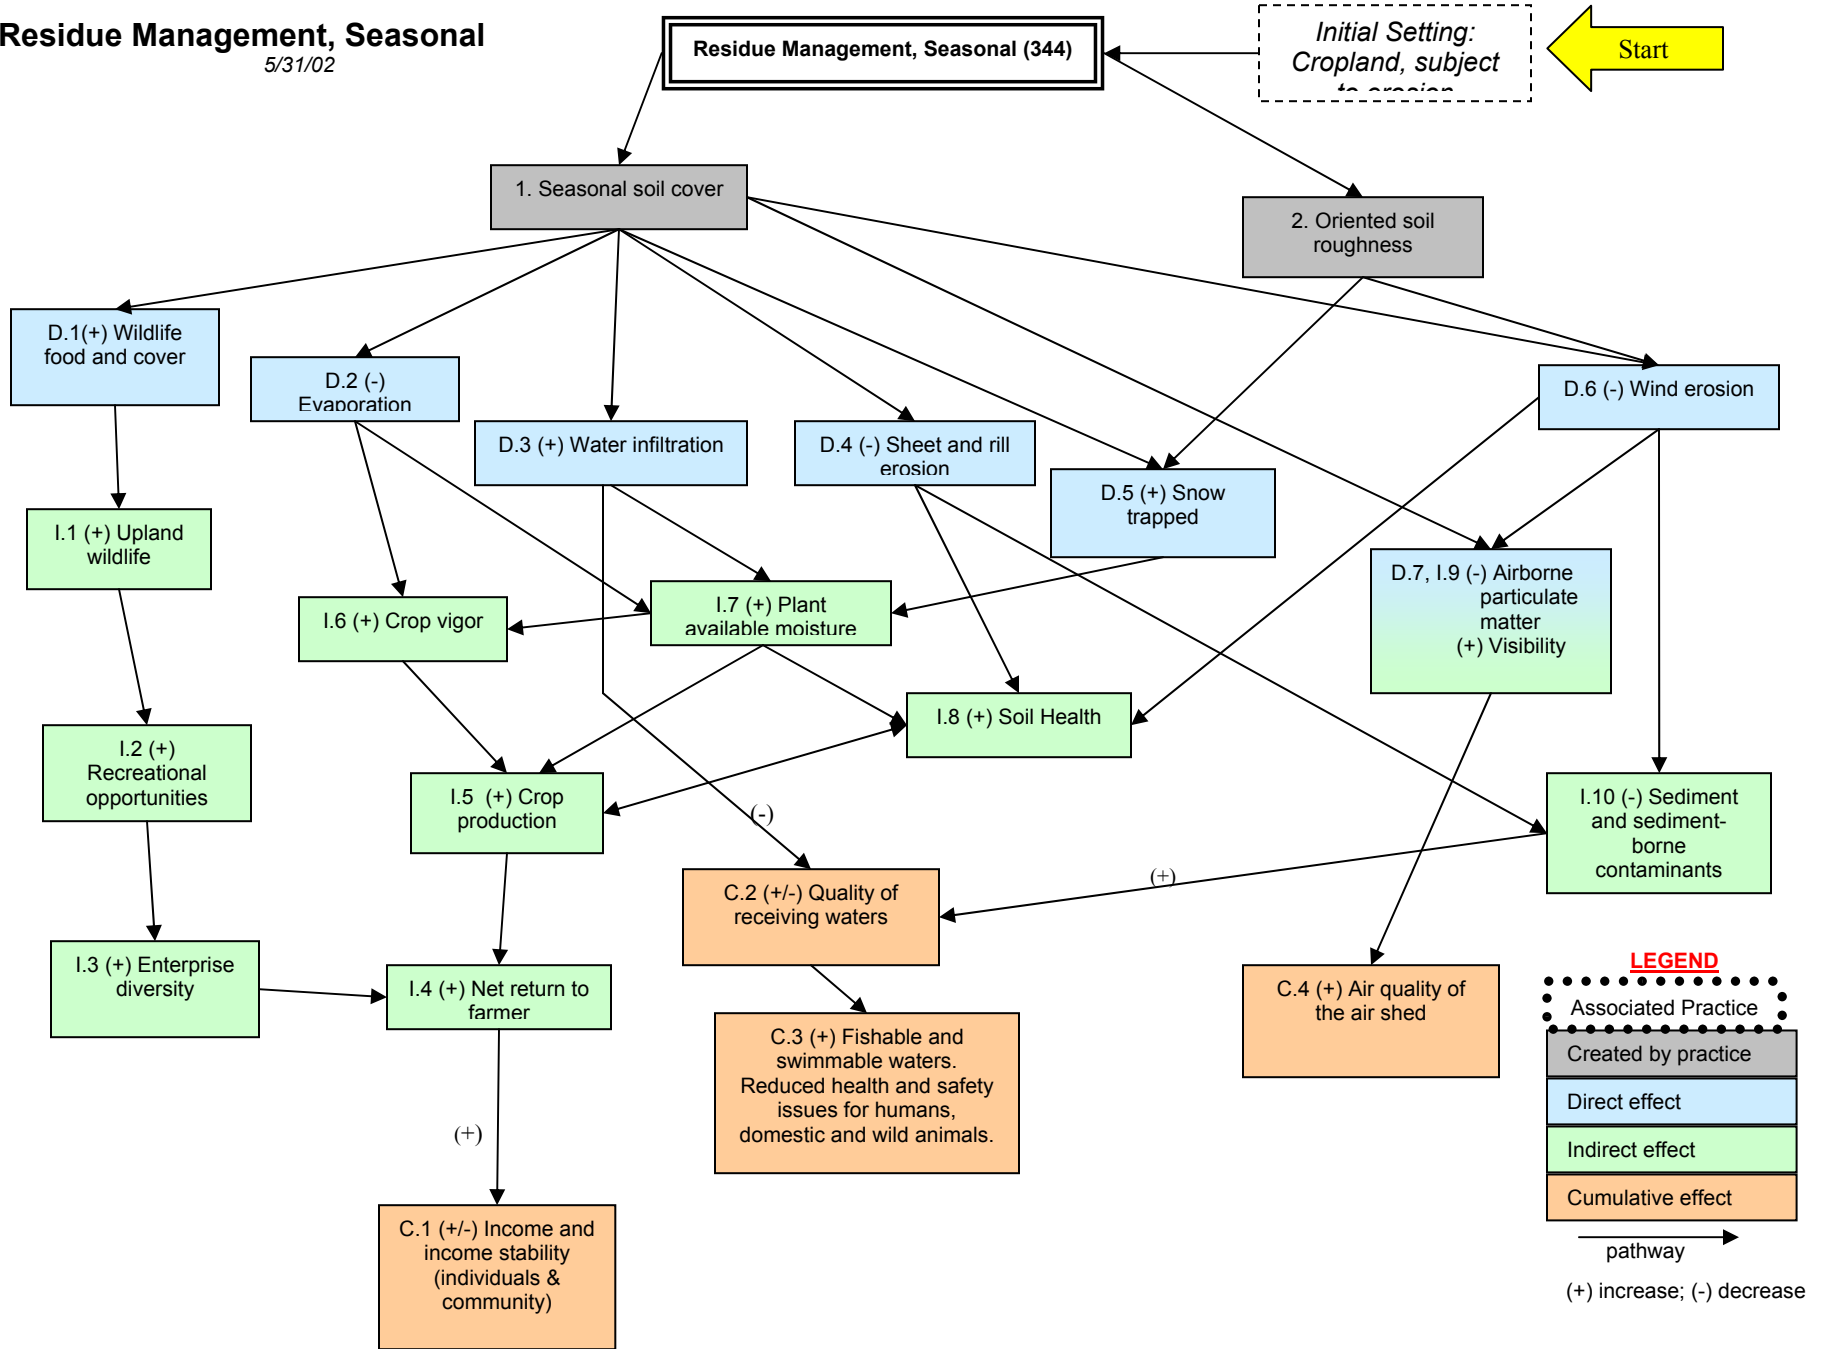 Residue Management, Seasonal
5/31/02
Residue Management, Seasonal (344)
Initial Setting:
Cropland, subject
to erosion
Start
1. Seasonal soil cover
2. Oriented soil
roughness
D.1(+) Wildlife
food and cover
D.2 (-)
Evaporation
D.3 (+) Water infiltration
D.4 (-) Sheet and rill
erosion
D.5 (+) Snow
trapped
D.6 (-) Wind erosion
I.1 (+) Upland
wildlife
I.6 (+) Crop vigor
I.7 (+) Plant
available moisture
D.7, I.9 (-) Airborne
particulate
matter
(+) Visibility
I.8 (+) Soil Health
I.2 (+)
Recreational
opportunities
I.5 (+) Crop
production
(-)
I.10 (-) Sediment
and sediment-
borne
contaminants
(+)
C.2 (+/-) Quality of
receiving waters
I.3 (+) Enterprise
diversity
I.4 (+) Net return to
farmer
C.4 (+) Air quality of
the air shed
C.3 (+) Fishable and
swimmable waters.
Reduced health and safety
issues for humans,
domestic and wild animals.
(+)
C.1 (+/-) Income and
income stability
(individuals &
community)
LEGEND
Associated Practice
Created by practice
Direct effect
Indirect effect
Cumulative effect
pathway
(+) increase; (-) decrease